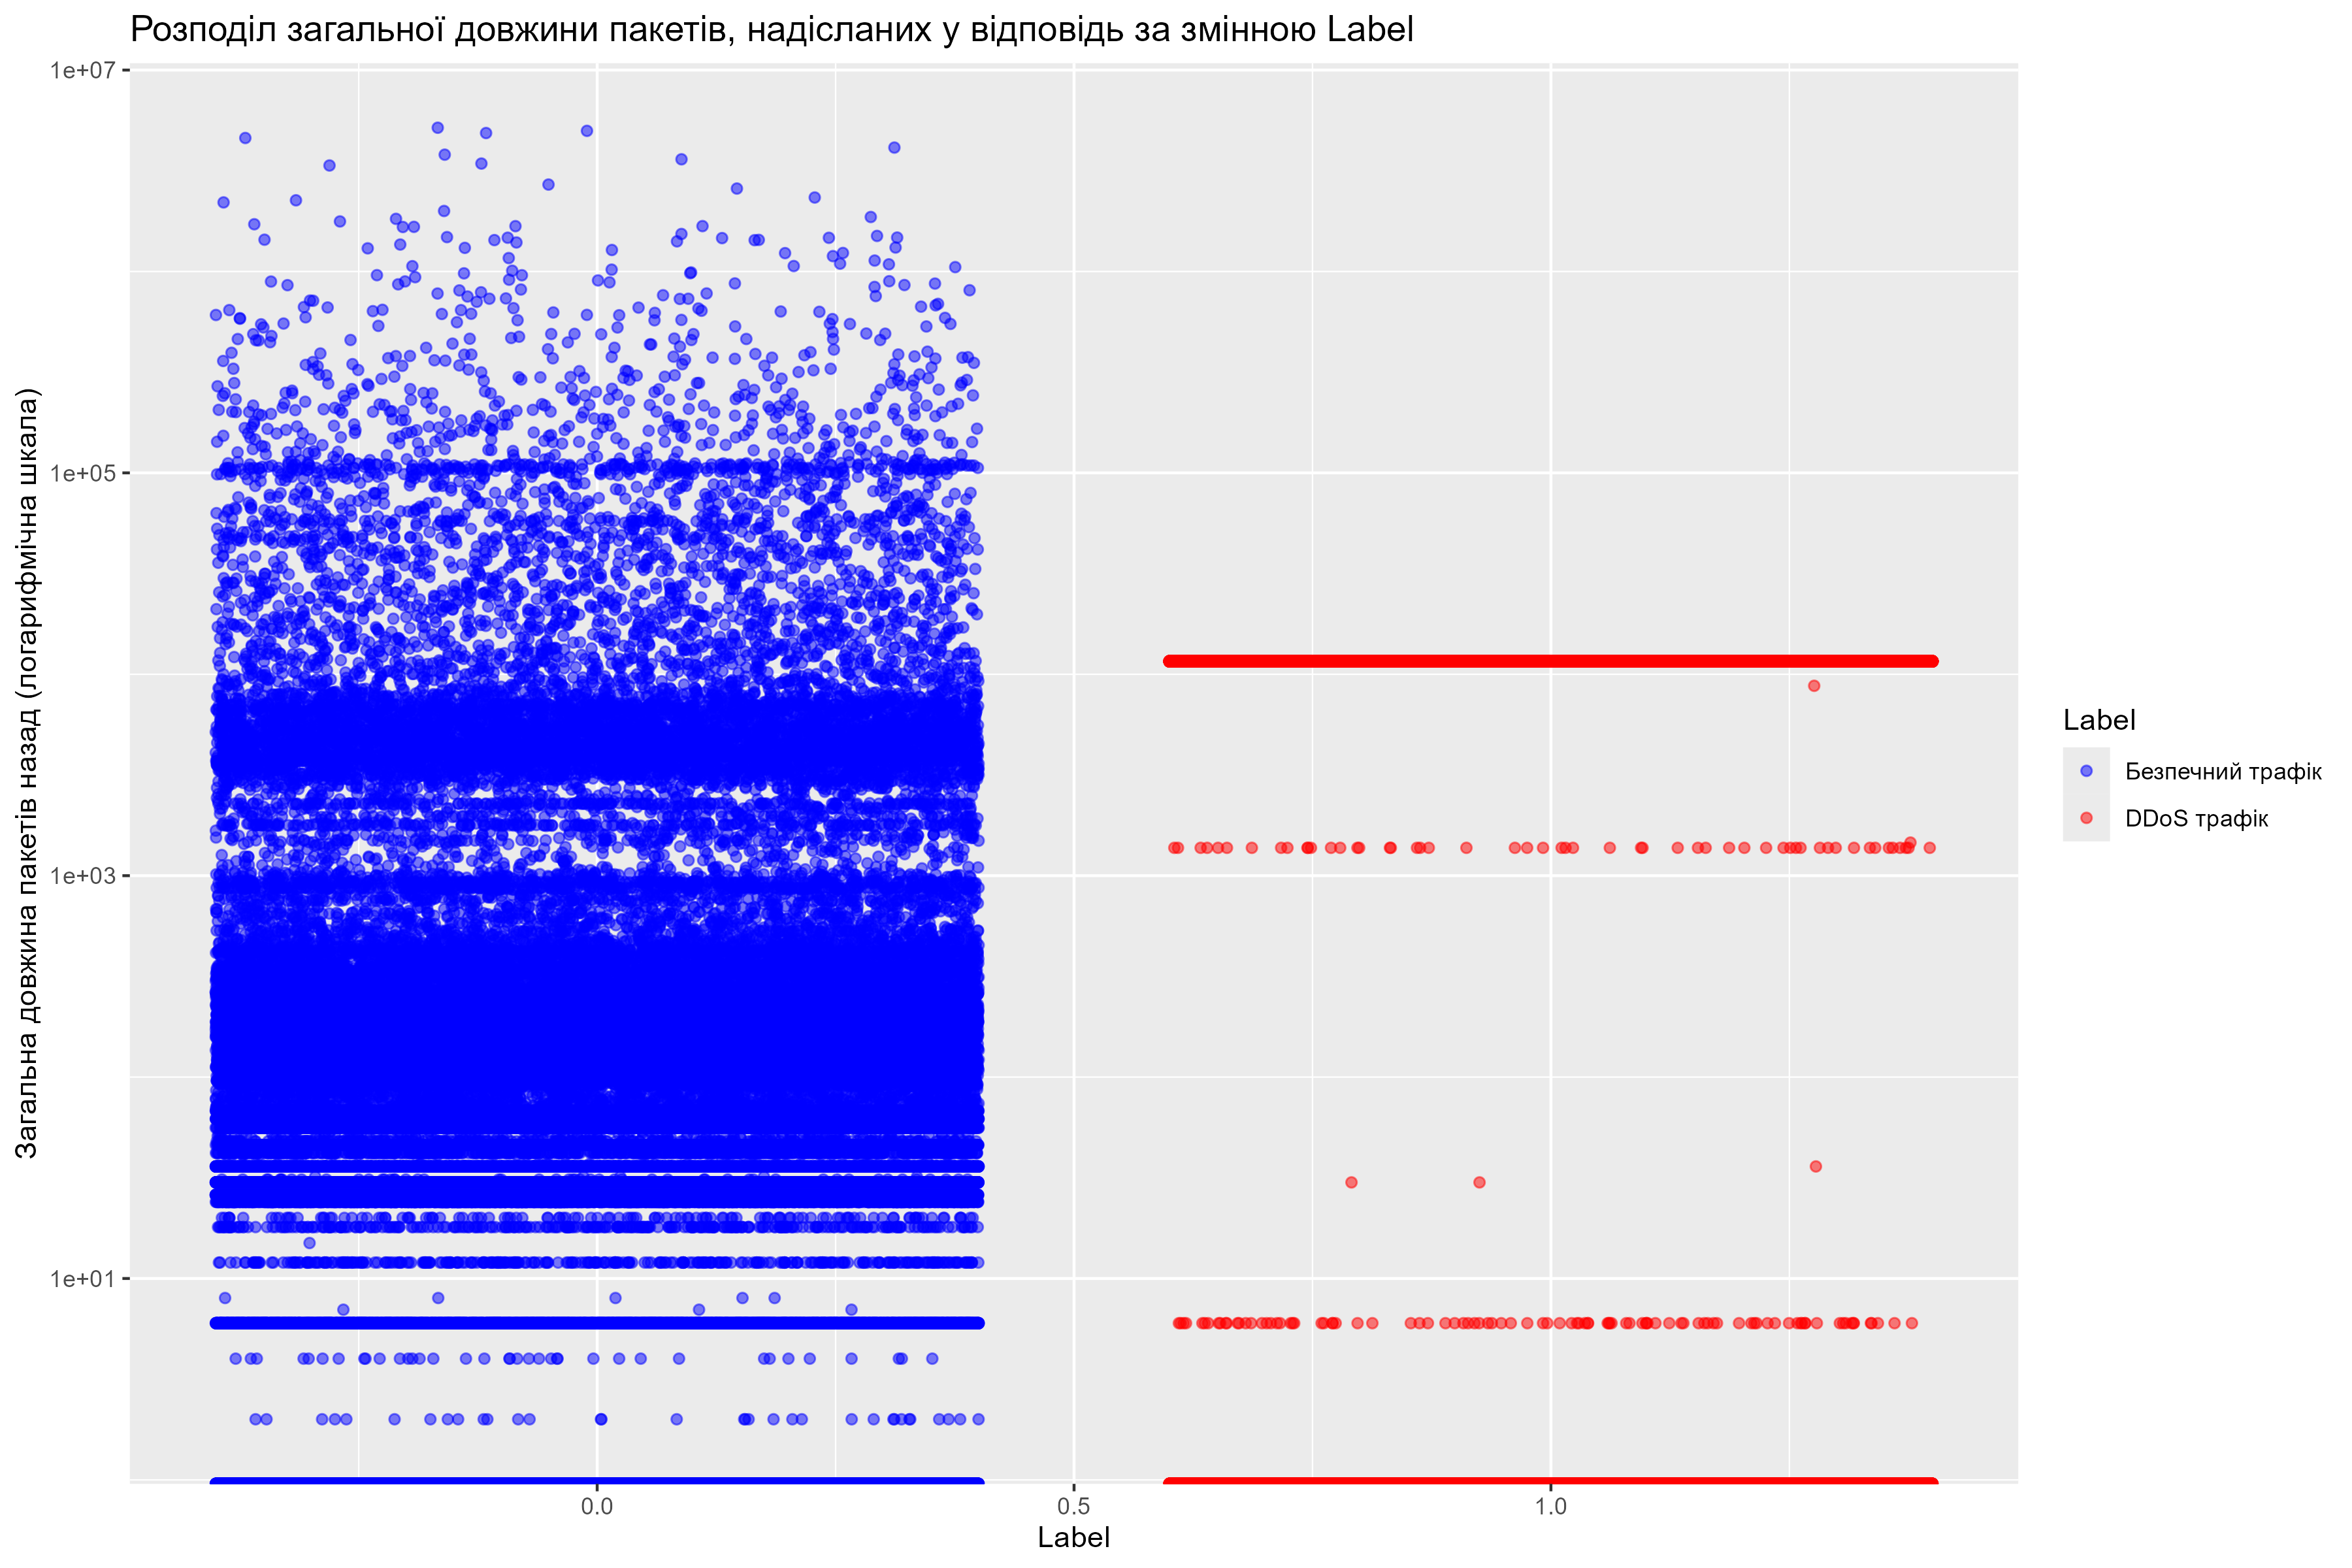 Розподіл загальної довжини пакетів, надісланих у відповідь за змінною Label
Загальна довжина пакетів назад (логарифмічна шкала)
1e+07
1e+05
1e+03
1e+01
0.0
0.5
1.0
Label
Label
Безпечний трафік
DDoS трафік